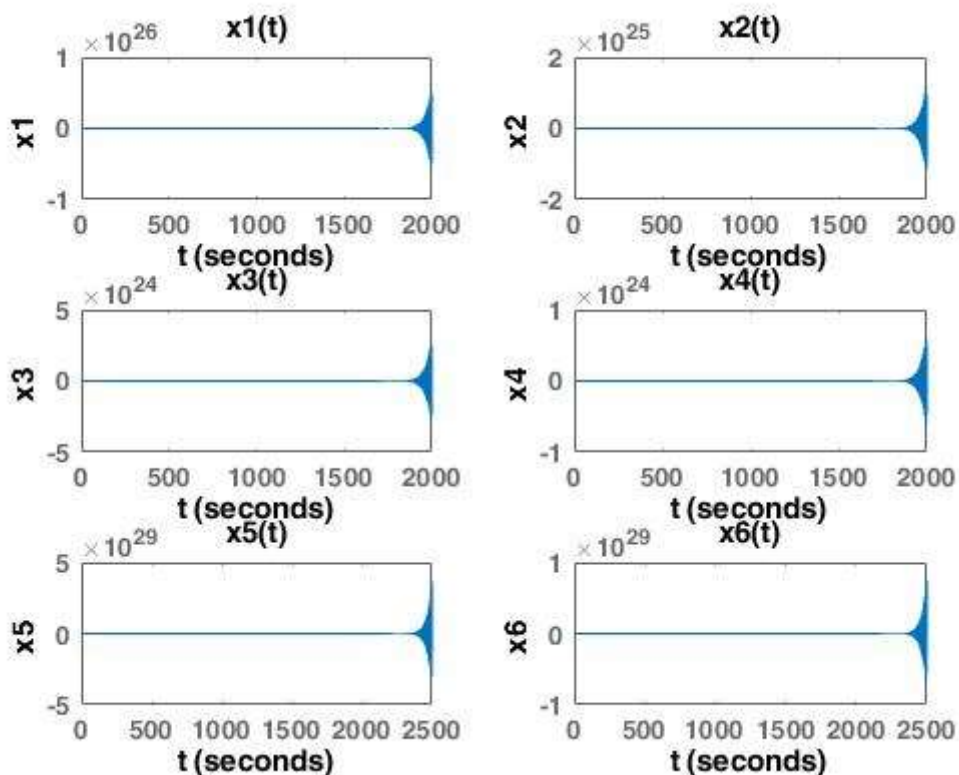 x1(t)
× 10^26
1
0
-1
x1
0 500 1000 1500 2000
t (seconds)
x2(t)
× 10^25
2
0
-2
x2
0 500 1000 1500 2000
t (seconds)
x3(t)
× 10^24
5
0
-5
x3
0 500 1000 1500 2000
t (seconds)
x4(t)
× 10^24
1
0
-1
x4
0 500 1000 1500 2000
t (seconds)
x5(t)
× 10^29
5
0
-5
x5
0 500 1000 1500 2000 2500
t (seconds)
x6(t)
× 10^29
1
0
-1
x6
0 500 1000 1500 2000 2500
t (seconds)